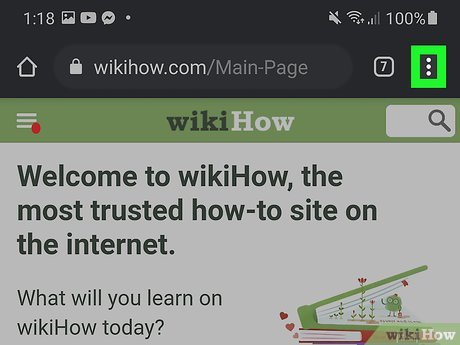 1:18 100%
wikihow.com/Main-Page 7
wikiHow
Welcome to wikiHow, the
most trusted how-to site on
the internet.
What will you learn on
wikiHow today?
wikiHow